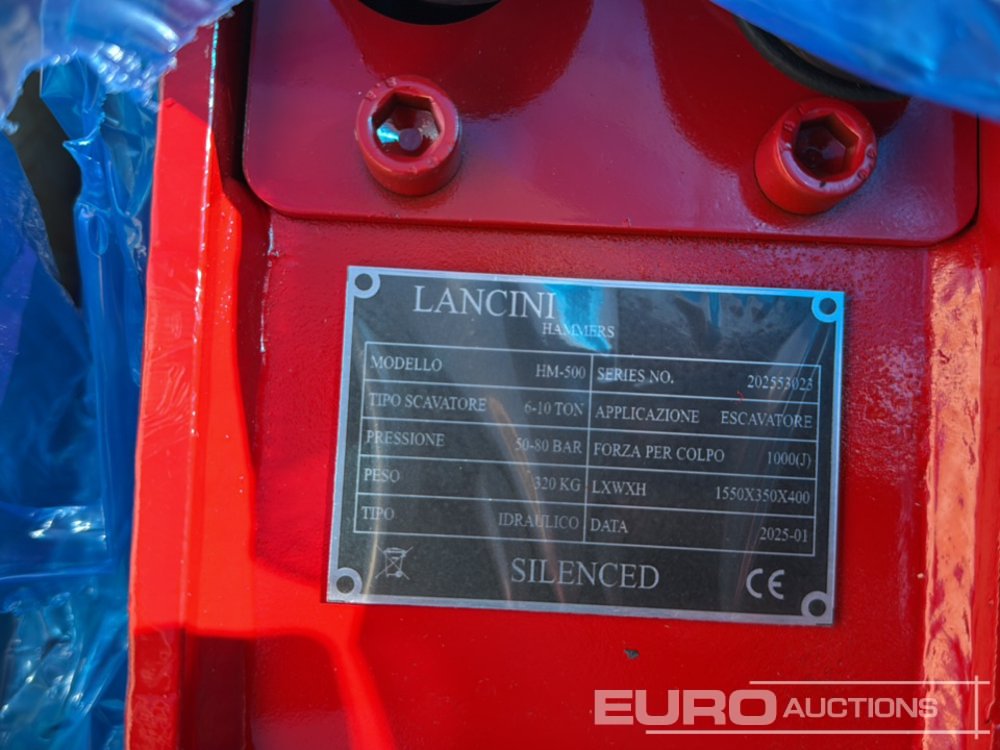 LANCINI
HAMMERS
MODELLO HM-500 SERIES NO. 202553023
TIPO SCAVATORE 6-10 TON APPLICAZIONE ESCAVATORE
PRESSIONE 50-80 BAR FORZA PER COLPO 1000(J)
PESO 320 KG LXWXH 1550X350X400
TIPO IDRAULICO DATA 2025-01
SILENCED CE
EURO AUCTIONS